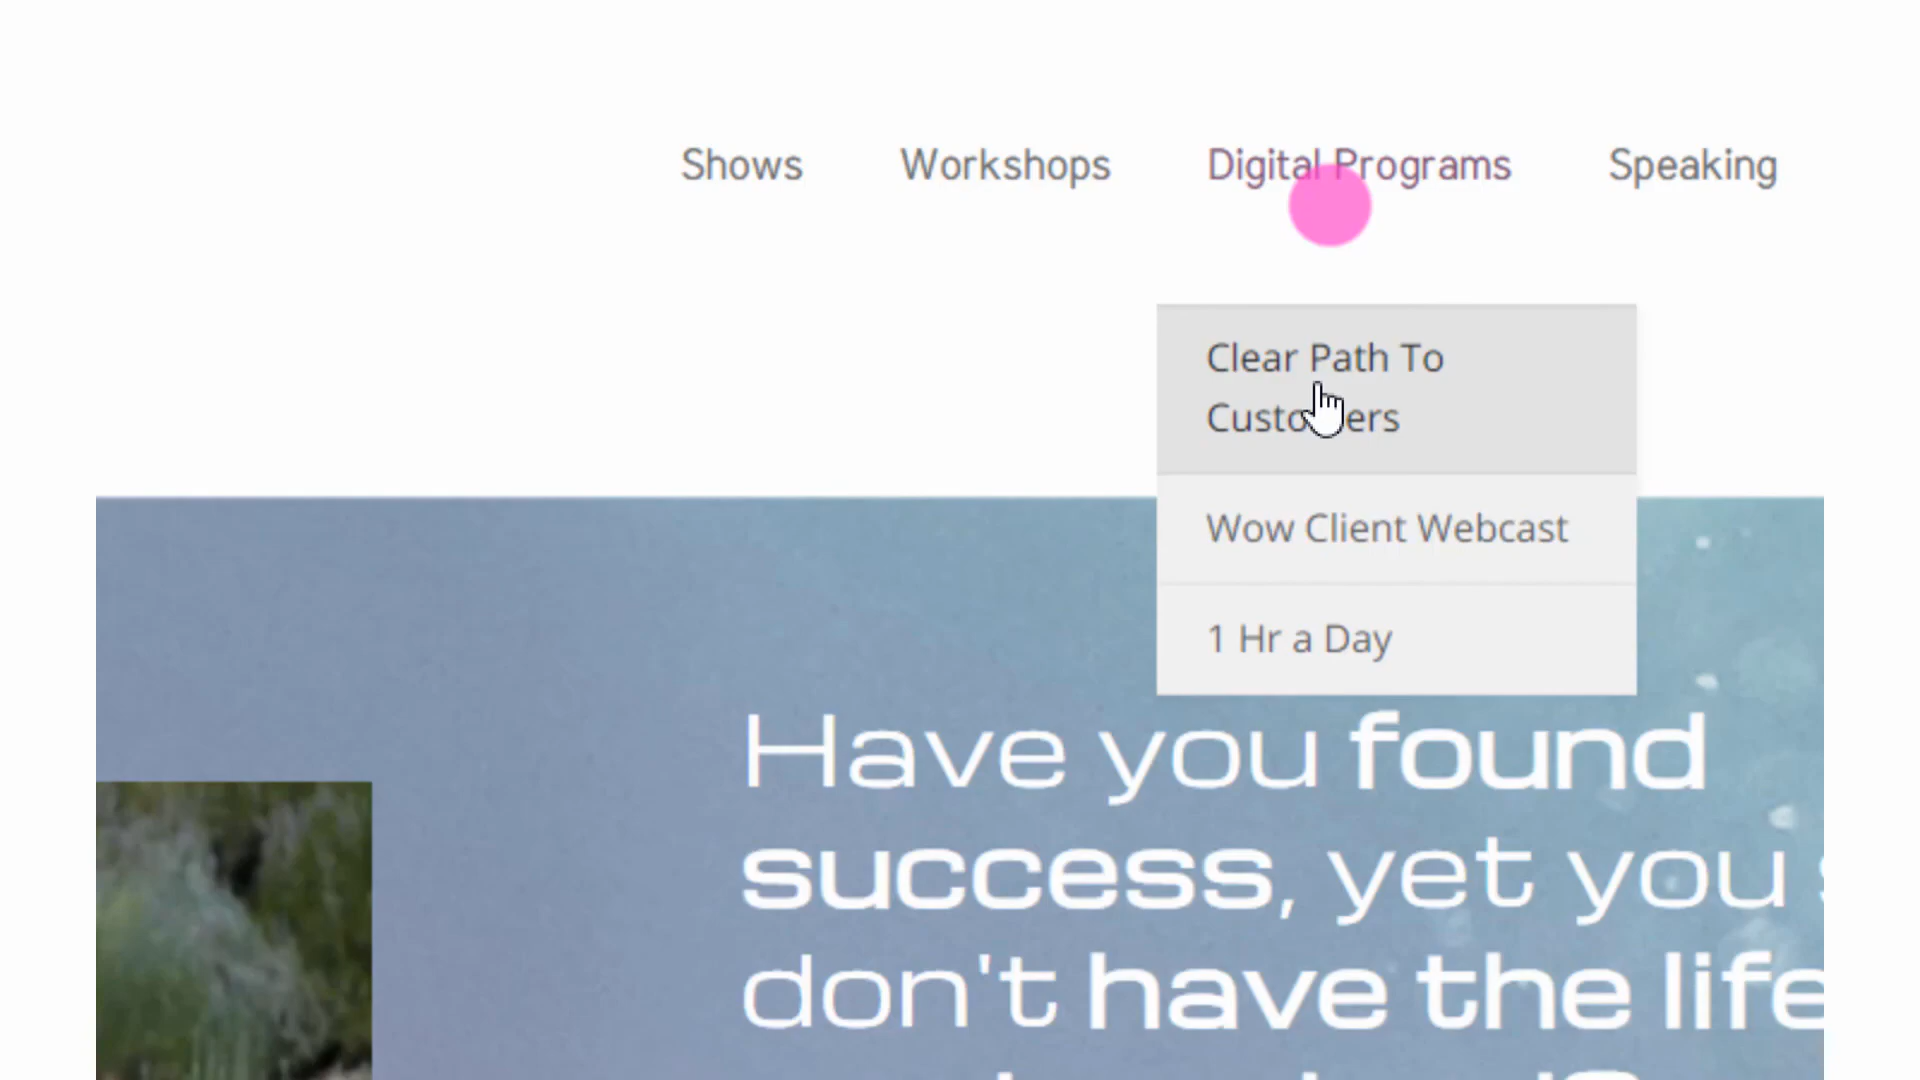 Shows Workshops Digital Programs Speaking
Clear Path To
Customers
Wow Client Webcast
1 Hr a Day
Have you found
success, yet you
don't have the life